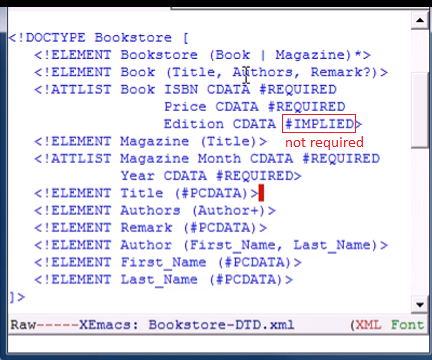 <!DOCTYPE Bookstore [
<!ELEMENT Bookstore (Book | Magazine)*>
<!ELEMENT Book (Title, Authors, Remark?)>
<!ATTLIST Book ISBN CDATA #REQUIRED
Price CDATA #REQUIRED
Edition CDATA #IMPLIED>
not required
<!ELEMENT Magazine (Title)>
<!ATTLIST Magazine Month CDATA #REQUIRED
Year CDATA #REQUIRED>
<!ELEMENT Title (#PCDATA)>
<!ELEMENT Authors (Author+)>
<!ELEMENT Remark (#PCDATA)>
<!ELEMENT Author (First_Name, Last_Name)>
<!ELEMENT First_Name (#PCDATA)>
<!ELEMENT Last_Name (#PCDATA)>
]>
Raw-----XEmacs: Bookstore-DTD.xml (XML Font